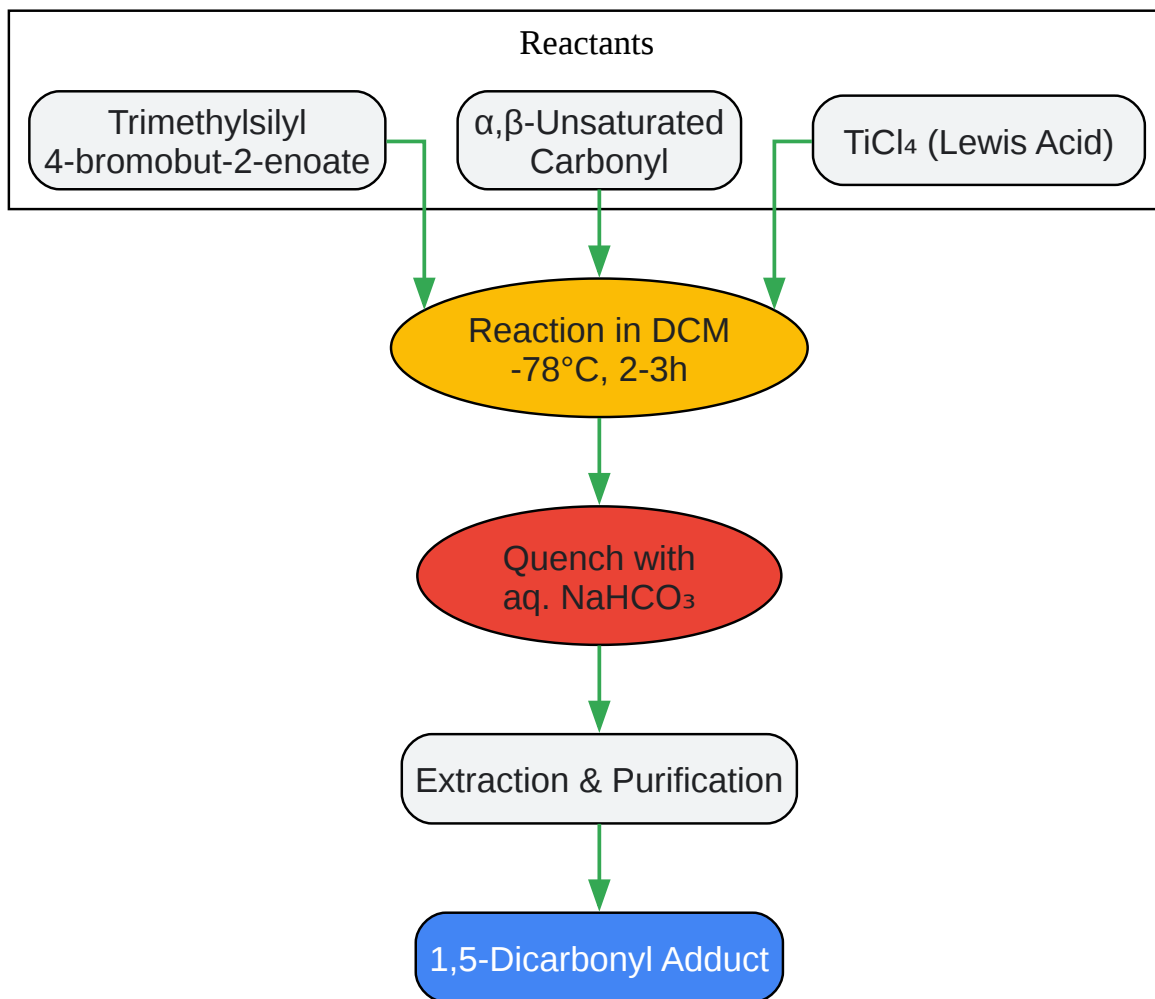 Reactants
Trimethylsilyl
4-bromobut-2-enoate
α,β-Unsaturated
Carbonyl
TiCl₄ (Lewis Acid)
Reaction in DCM
-78°C, 2-3h
Quench with
aq. NaHCO₃
Extraction & Purification
1,5-Dicarbonyl Adduct